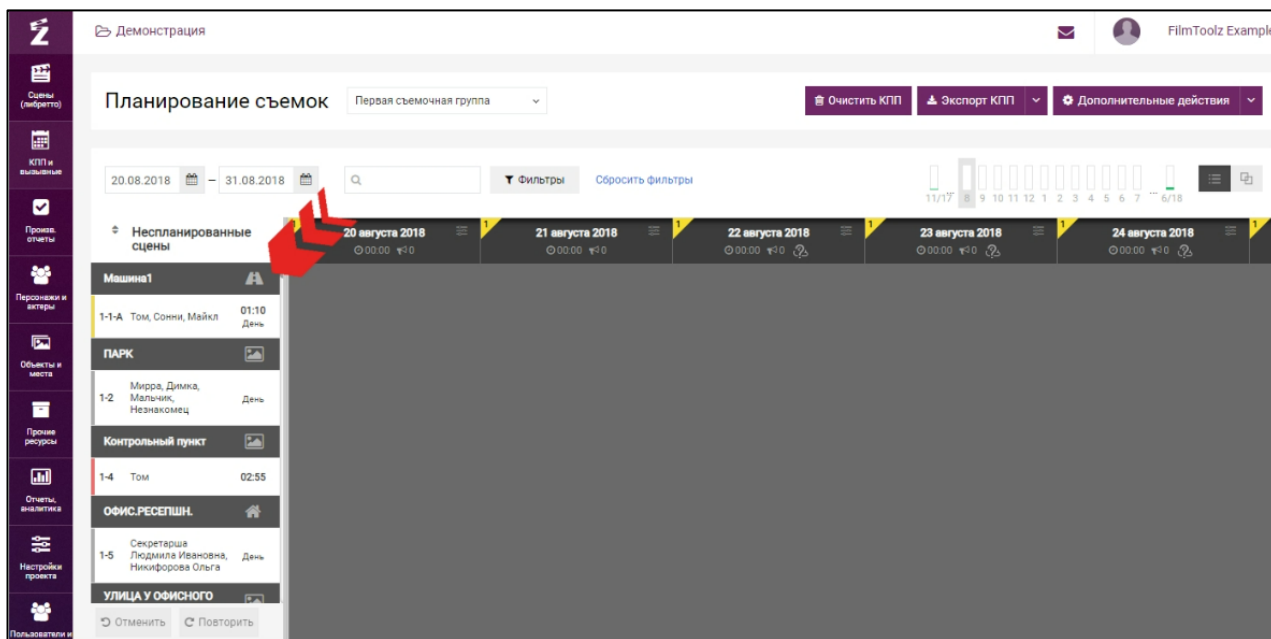 Демонстрация
FilmToolz Example
Сцены
(либретто)
КПП и
вызывные
Произв.
отчеты
Персонажи и
актеры
Объекты и
места
Прочие
ресурсы
Отчеты,
аналитика
Настройки
проекта
Пользователи и
Планирование съемок
Первая съемочная группа
Очистить КПП
Экспорт КПП
Дополнительные действия
20.08.2018 – 31.08.2018
Фильтры
Сбросить фильтры
11/17 ... 8 9 10 11 12 1 2 3 4 5 6 7 ... 6/18
Неспланированные
сцены
1 20 августа 2018
00:00 0
1 21 августа 2018
00:00 0
1 22 августа 2018
00:00 0
1 23 августа 2018
00:00 0
1 24 августа 2018
00:00 0
1
Машина1
1-1-А Том, Сонни, Майкл 01:10
День
ПАРК
1-2 Мирра, Димка,
Мальчик,
Незнакомец
День
Контрольный пункт
1-4 Том 02:55
ОФИС.РЕСЕПШН.
1-5 Секретарша
Людмила Ивановна,
Никифорова Ольга
День
УЛИЦА У ОФИСНОГО
Отменить
Повторить